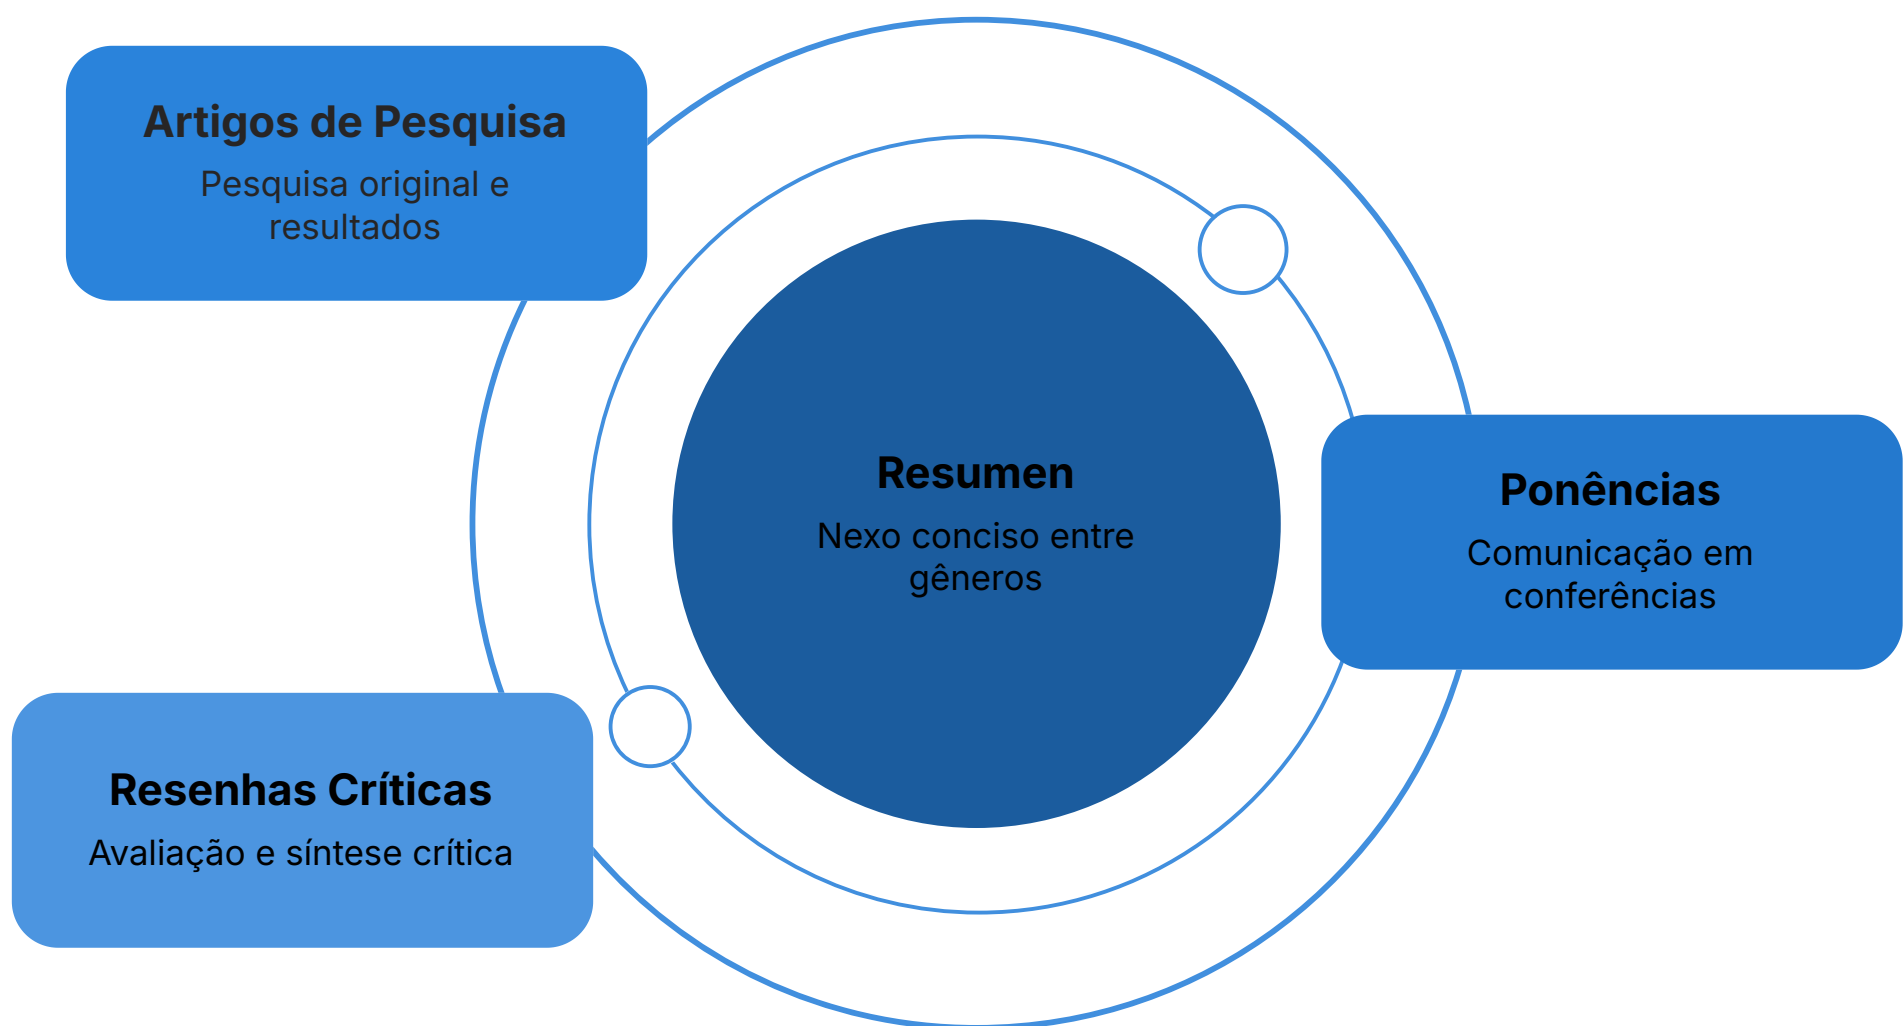 Artigos de Pesquisa
Pesquisa original e
resultados
Resumen
Nexo conciso entre
gêneros
Ponências
Comunicação em
conferências
Resenhas Críticas
Avaliação e síntese crítica